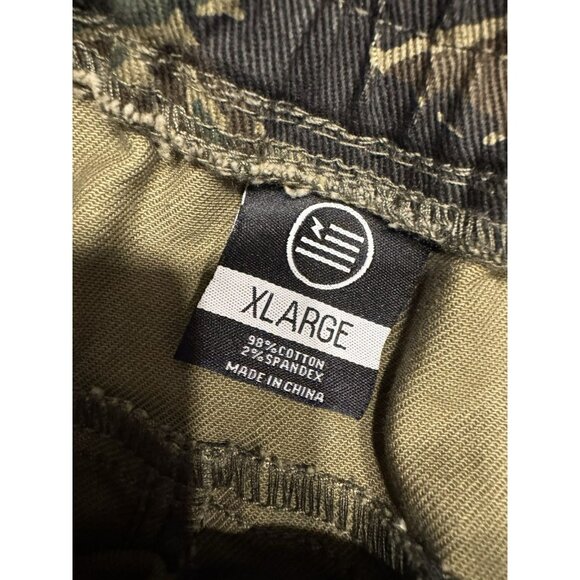 XLARGE
98% COTTON
2% SPANDEX
MADE IN CHINA